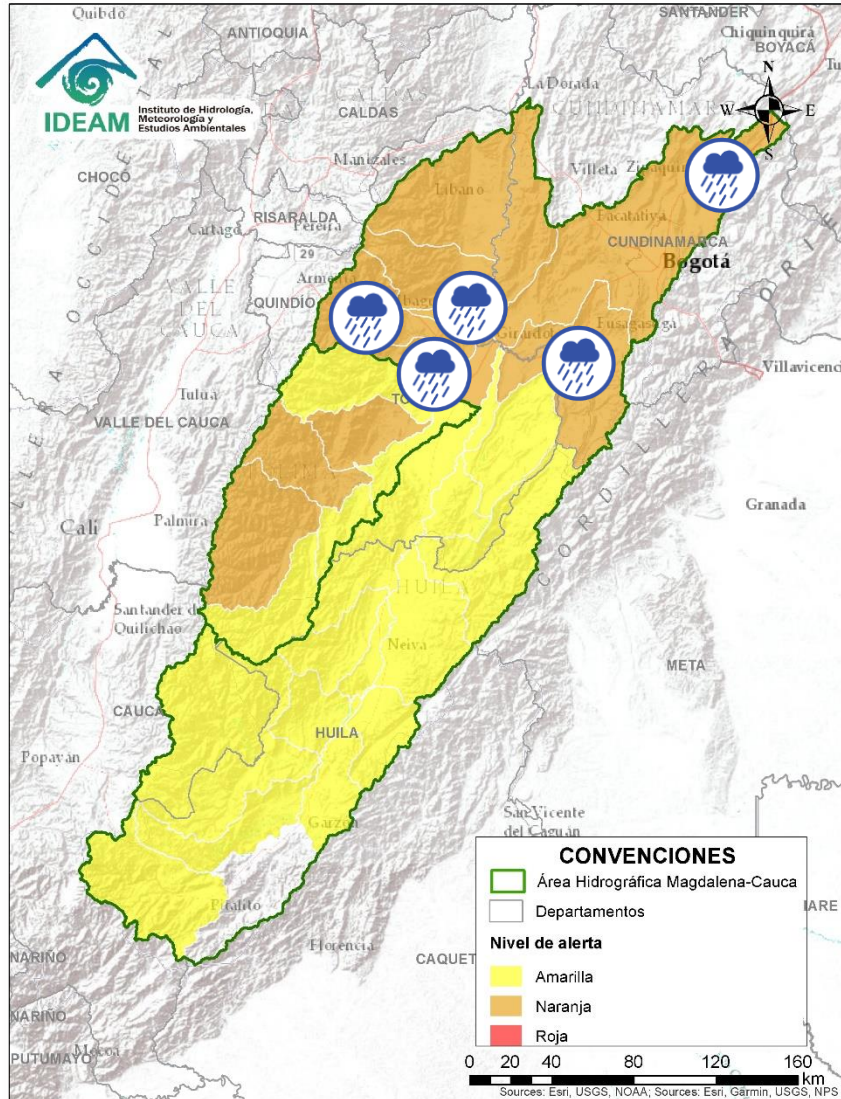 Quibdó
ANTIOQUIA
SANTANDER
Chiquinquirá
BOYACÁ
IDEAM
Instituto de Hidrología,
Meteorología y
Estudios Ambientales
La Dorada
CALDAS
N
W
E
S
CHOCÓ
Manizales
Líbano
Villeta
RISARALDA
Pereira
Cartago
Facatativá
CUNDINAMARCA
Bogotá
29
Armenia
QUINDÍO
VALLE
DEL
CAUCA
Girardot
Fusagasugá
Villavicencio
Tuluá
VALLE DEL CAUCA
Granada
Cali
Palmira
HUILA
Santander de
Quilichao
Neiva
META
CAUCA
HUILA
Popayán
Garzón
San Vicente
del Caguán
Pitalito
Florencia
CAQUET
IARE
NARIÑO
NARIÑO
PUTUMAYO
Mocoa
CONVENCIONES
Área Hidrográfica Magdalena-Cauca
Departamentos
Nivel de alerta
Amarilla
Naranja
Roja
0 20 40 80 120 160
km
Sources: Esri, USGS, NOAA; Sources: Esri, Garmin, USGS, NPS